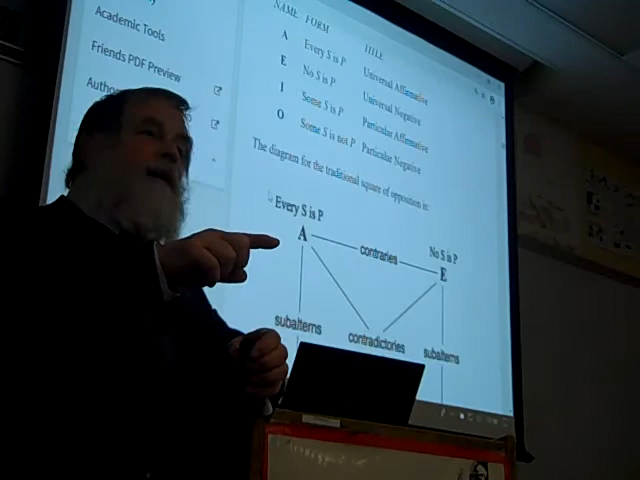 Academic Tools
Friends PDF Preview
NAME FORM TITLE
A Every S is P Universal Affirmative
E No S is P Universal Negative
I Some S is P Particular Affirmative
O Some S is not P Particular Negative
The diagram for the traditional square of opposition is:
Every S is P
No S is P
A contraries E
subalterns contradictories subalterns